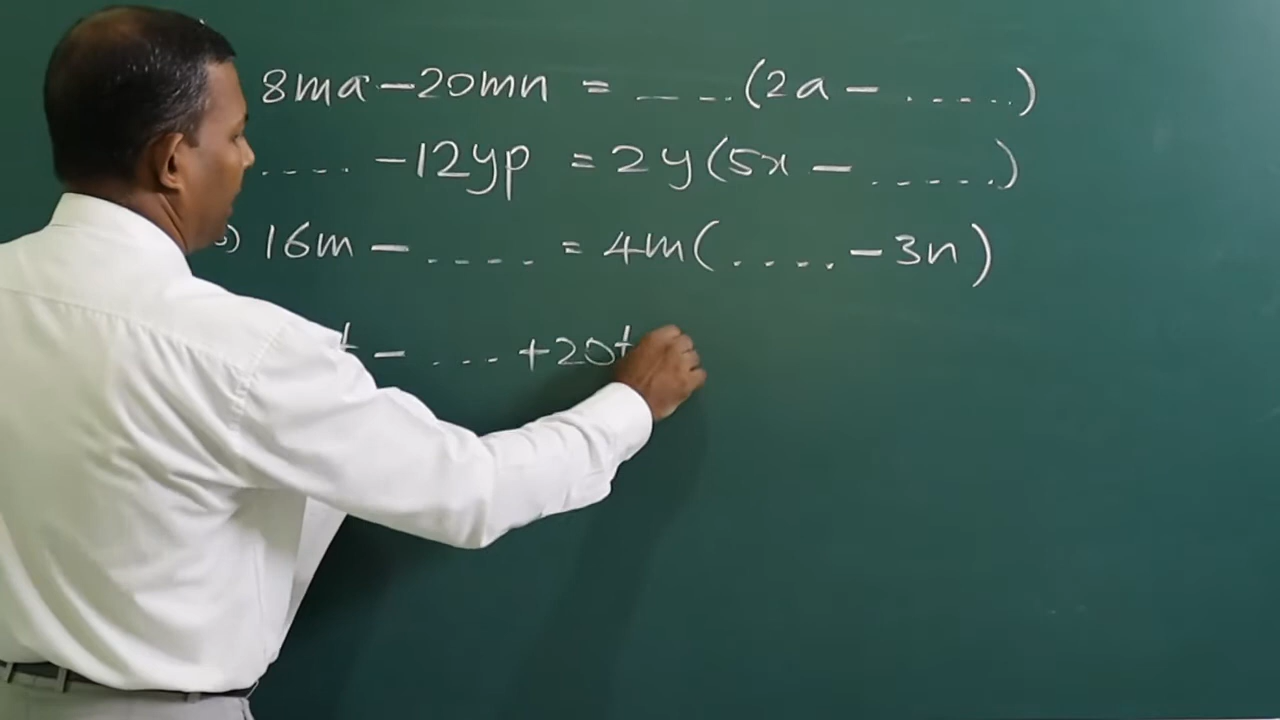 8ma - 20mn = _ _ _ (2a - .....)
.... - 12yp = 2y(5x - .....)
) 16m - .... = 4m(.... - 3n)
t - .... + 20t